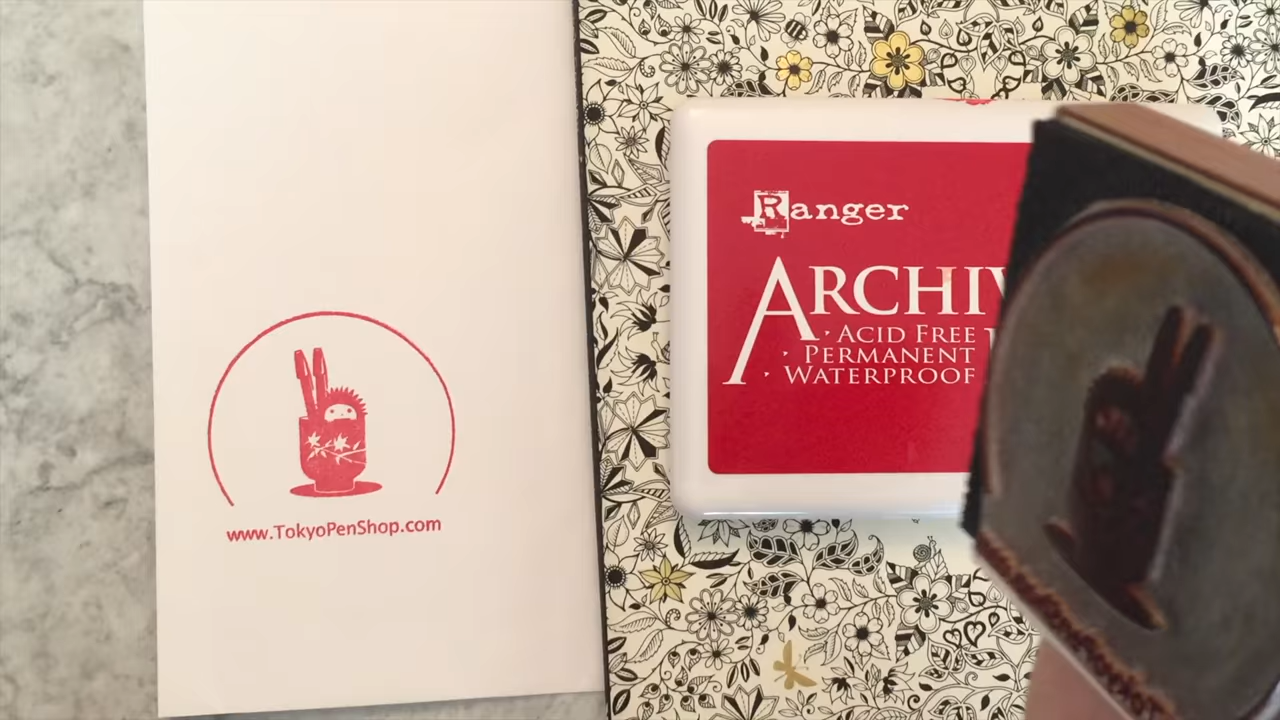 www.TokyoPenShop.com
Ranger
ARCHIV
ACID FREE
PERMANENT
WATERPROOF